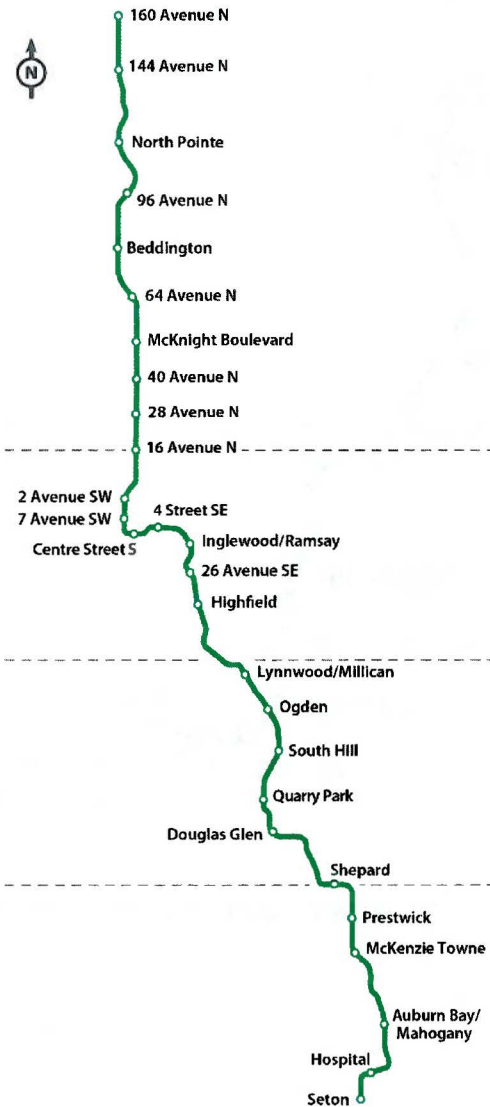 160 Avenue N
N
144 Avenue N
North Pointe
96 Avenue N
Beddington
64 Avenue N
McKnight Boulevard
40 Avenue N
28 Avenue N
16 Avenue N
2 Avenue SW
4 Street SE
7 Avenue SW
Centre Street S
Inglewood/Ramsay
26 Avenue SE
Highfield
Lynnwood/Millican
Ogden
South Hill
Quarry Park
Douglas Glen
Shepard
Prestwick
McKenzie Towne
Auburn Bay/
Mahogany
Hospital
Seton